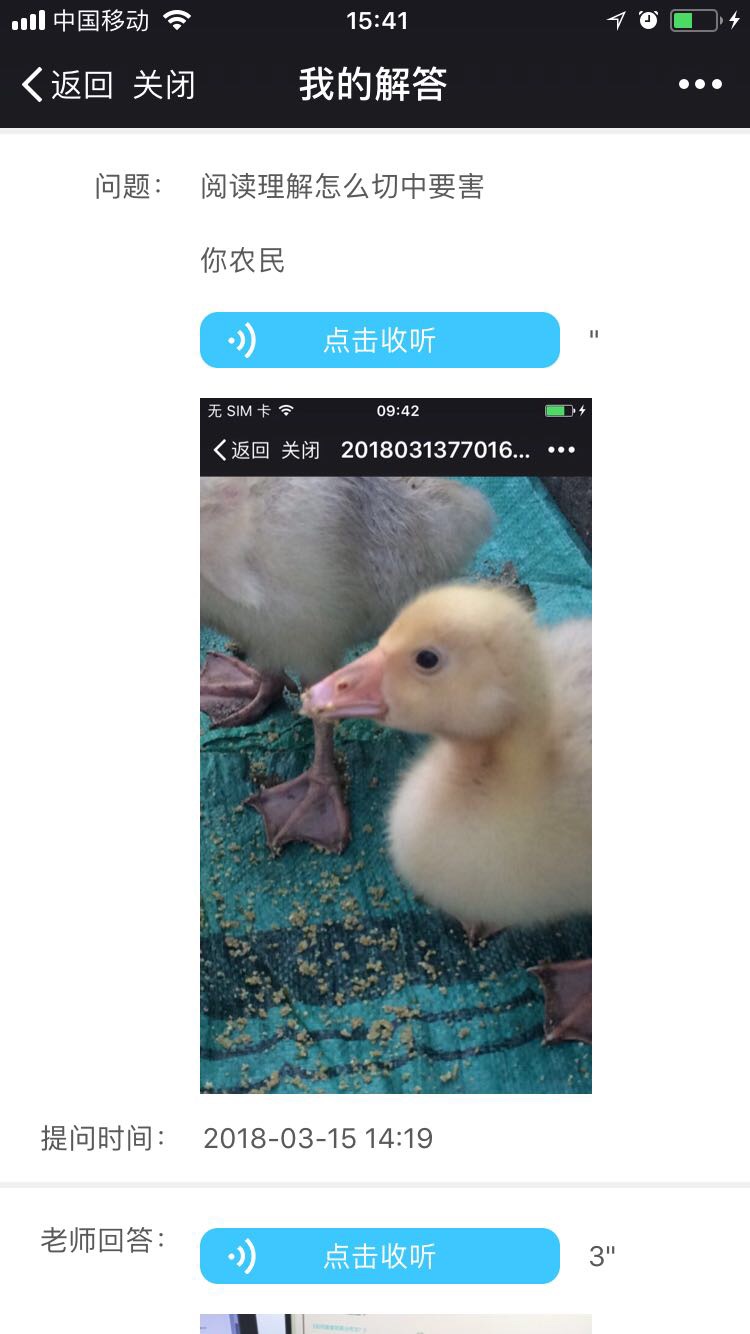 中国移动 15:41
返回 关闭 我的解答
问题： 阅读理解怎么切中要害
你农民
点击收听 "
无 SIM 卡 09:42
返回 关闭 2018031377016...
提问时间： 2018-03-15 14:19
老师回答： 点击收听 3"